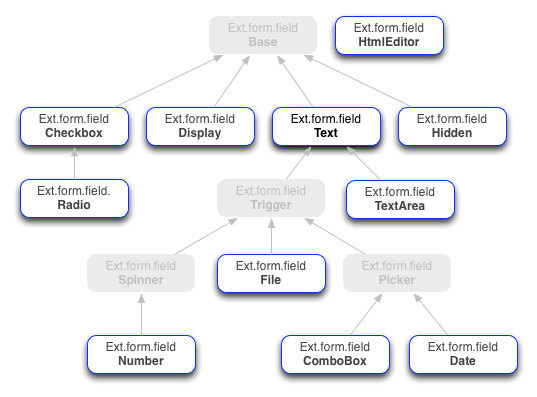 Ext.form.field
Base
Ext.form.field
HtmlEditor
Ext.form.field
Checkbox
Ext.form.field
Display
Ext.form.field
Text
Ext.form.field
Hidden
Ext.form.field.
Radio
Ext.form.field
Trigger
Ext.form.field
TextArea
Ext.form.field
Spinner
Ext.form.field
File
Ext.form.field
Picker
Ext.form.field
Number
Ext.form.field
ComboBox
Ext.form.field
Date